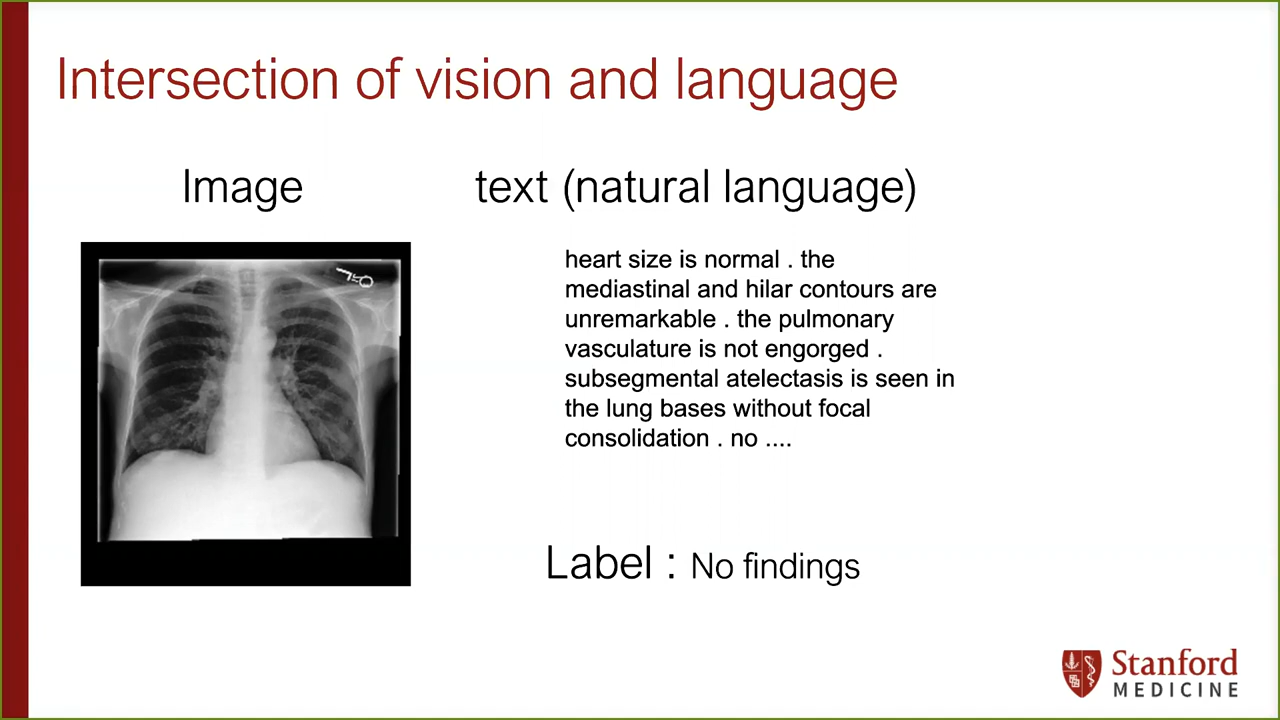 Intersection of vision and language
Image
text (natural language)
heart size is normal . the
mediastinal and hilar contours are
unremarkable . the pulmonary
vasculature is not engorged .
subsegmental atelectasis is seen in
the lung bases without focal
consolidation . no ....
Label : No findings
Stanford
MEDICINE